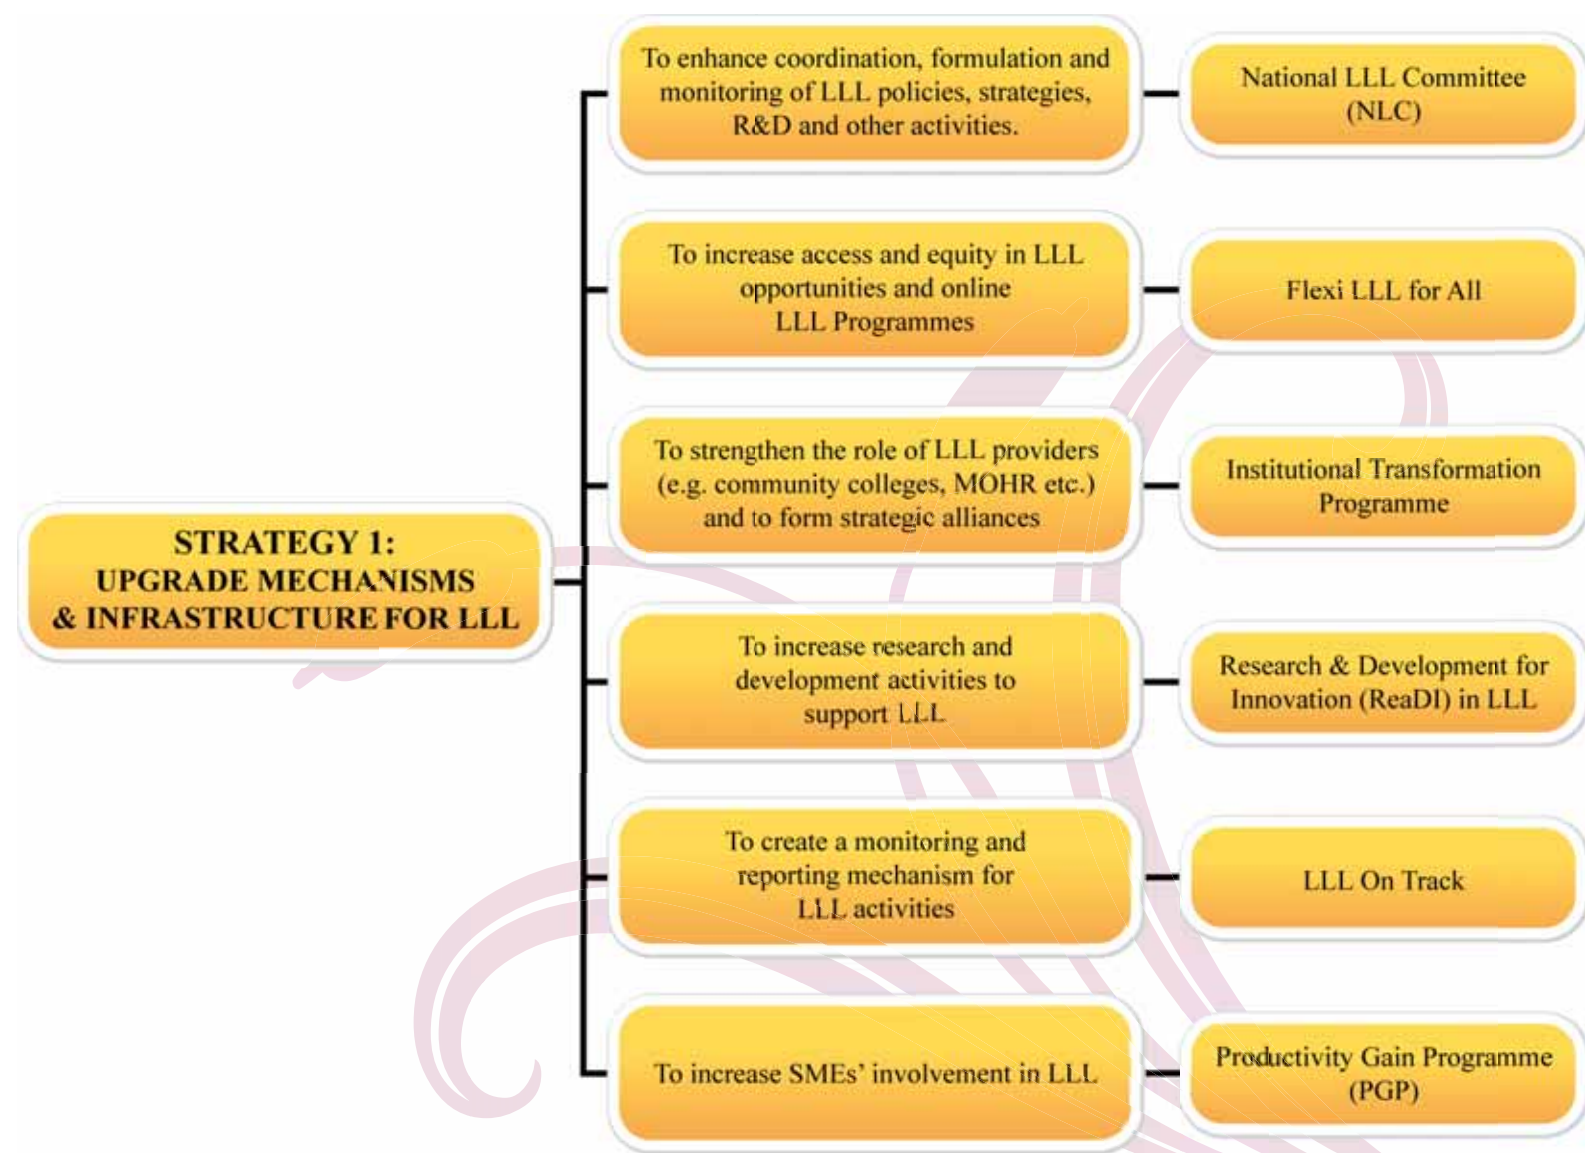 STRATEGY 1:
UPGRADE MECHANISMS
& INFRASTRUCTURE FOR LLL
To enhance coordination, formulation and
monitoring of LLL policies, strategies,
R&D and other activities.
National LLL Committee
(NLC)
To increase access and equity in LLL
opportunities and online
LLL Programmes
Flexi LLL for All
To strengthen the role of LLL providers
(e.g. community colleges, MOHR etc.)
and to form strategic alliances
Institutional Transformation
Programme
To increase research and
development activities to
support LLL
Research & Development for
Innovation (ReaDI) in LLL
To create a monitoring and
reporting mechanism for
LLL activities
LLL On Track
To increase SMEs’ involvement in LLL
Productivity Gain Programme
(PGP)